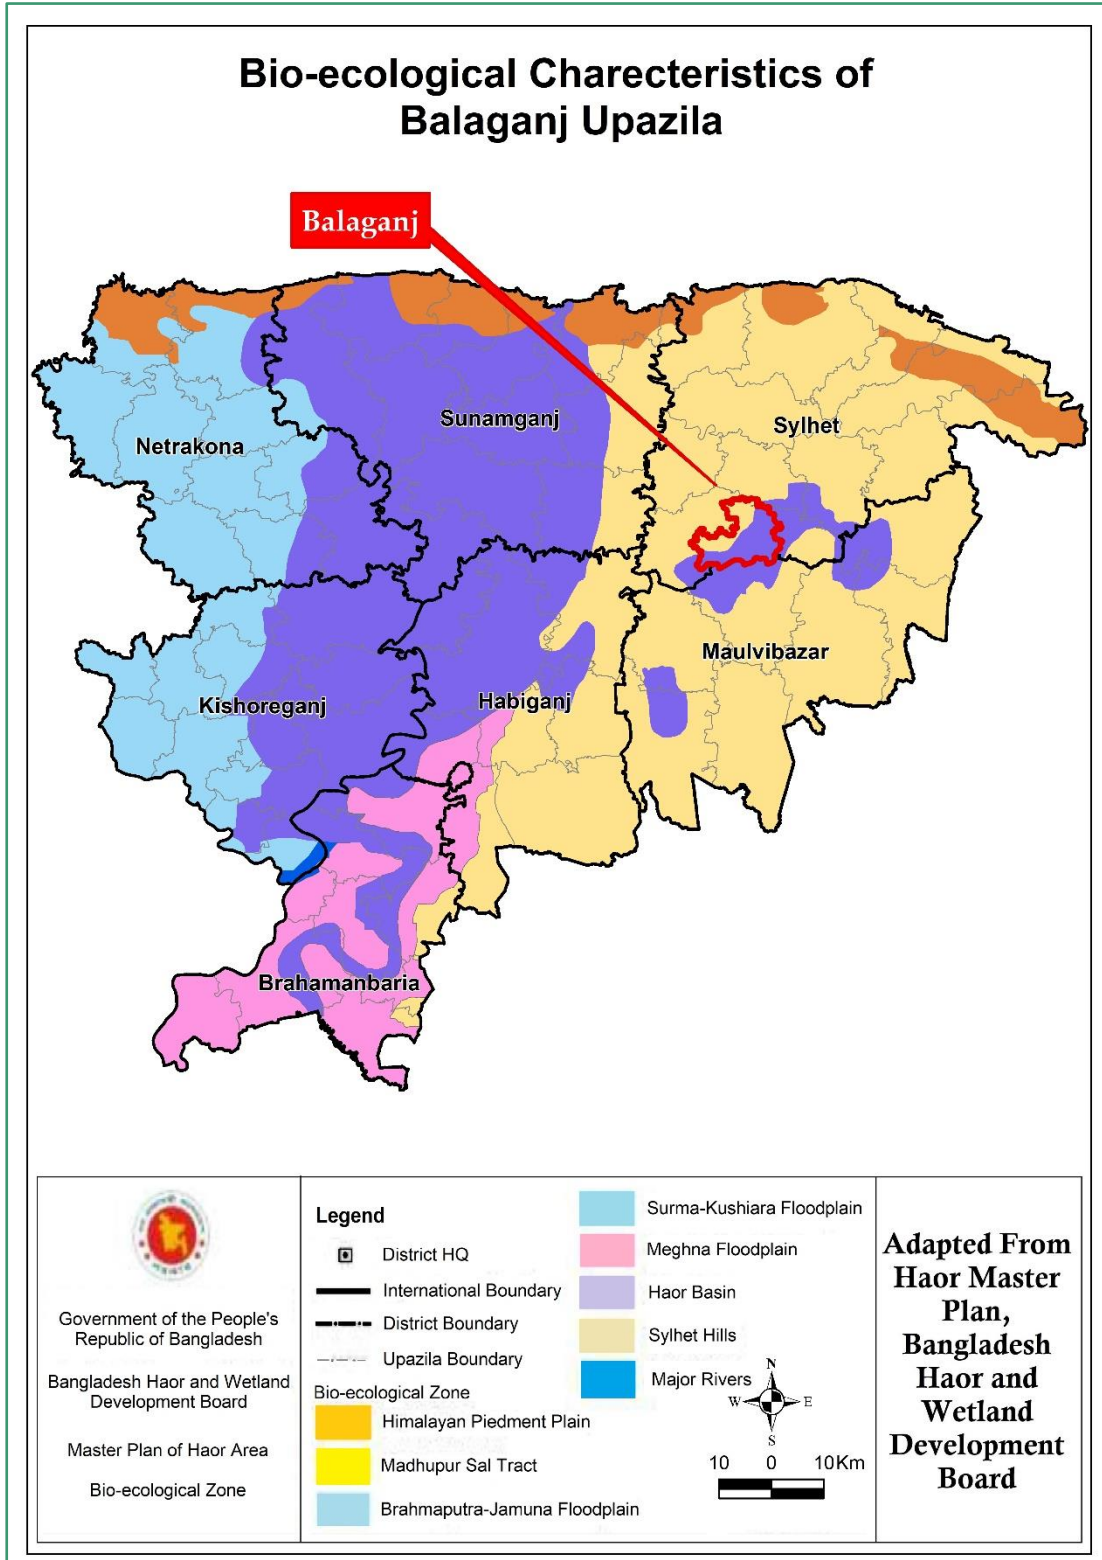 Bio-ecological Charecteristics of
Balaganj Upazila
Balaganj
Sunamganj
Sylhet
Netrakona
Maulvibazar
Kishoreganj
Habiganj
Brahamanbaria
Government of the People's
Republic of Bangladesh
Bangladesh Haor and Wetland
Development Board
Master Plan of Haor Area
Bio-ecological Zone
Legend
District HQ
International Boundary
District Boundary
Upazila Boundary
Bio-ecological Zone
Himalayan Piedment Plain
Madhupur Sal Tract
Brahmaputra-Jamuna Floodplain
Surma-Kushiara Floodplain
Meghna Floodplain
Haor Basin
Sylhet Hills
Major Rivers
N
W E
S
10 0 10Km
Adapted From
Haor Master
Plan,
Bangladesh
Haor and
Wetland
Development
Board